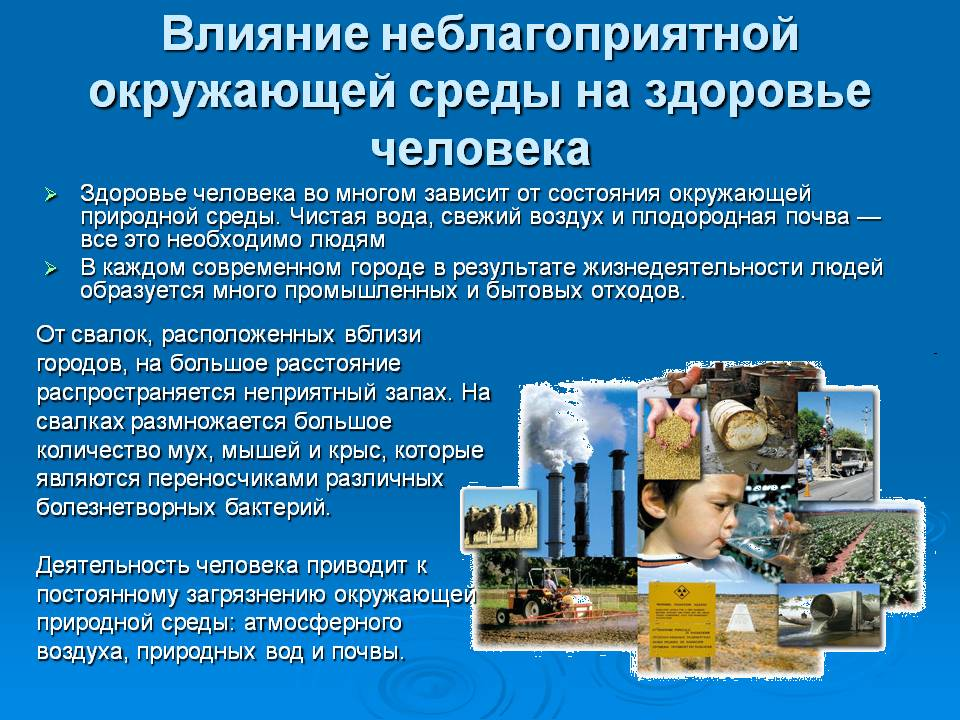 Влияние неблагоприятной
окружающей среды на здоровье
человека
Здоровье человека во многом зависит от состояния окружающей
природной среды. Чистая вода, свежий воздух и плодородная почва —
все это необходимо людям
В каждом современном городе в результате жизнедеятельности людей
образуется много промышленных и бытовых отходов.
От свалок, расположенных вблизи
городов, на большое расстояние
распространяется неприятный запах. На
свалках размножается большое
количество мух, мышей и крыс, которые
являются переносчиками различных
болезнетворных бактерий.
Деятельность человека приводит к
постоянному загрязнению окружающей
природной среды: атмосферного
воздуха, природных вод и почвы.